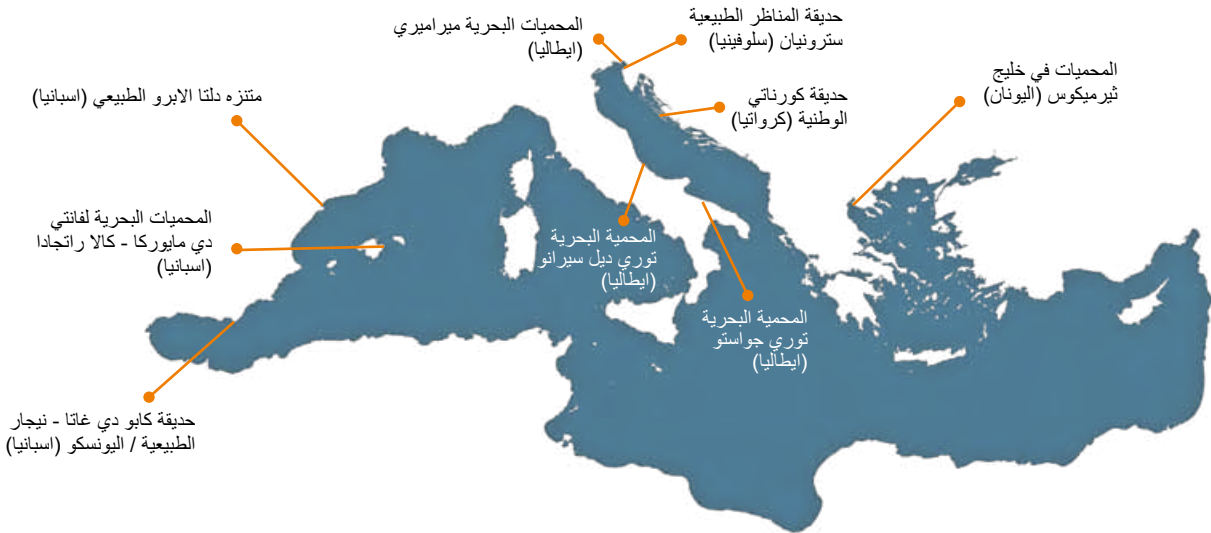 حديقة المناظر الطبيعية
سترونيان (سلوفينيا)
المحميات البحرية ميراميري
(ايطاليا)
المحميات في خليج
ثيرميكوس (اليونان)
متنزه دلتا الابرو الطبيعي (اسبانيا)
حديقة كورناتي
الوطنية (كرواتيا)
المحميات البحرية لفانتي
دي مايوركا - كالا راتجادا
(اسبانيا)
المحمية البحرية
توري ديل سيرانو
(ايطاليا)
المحمية البحرية
توري جواستو
(ايطاليا)
حديقة كابو دي غاتا - نيجار
الطبيعية / اليونسكو (اسبانيا)